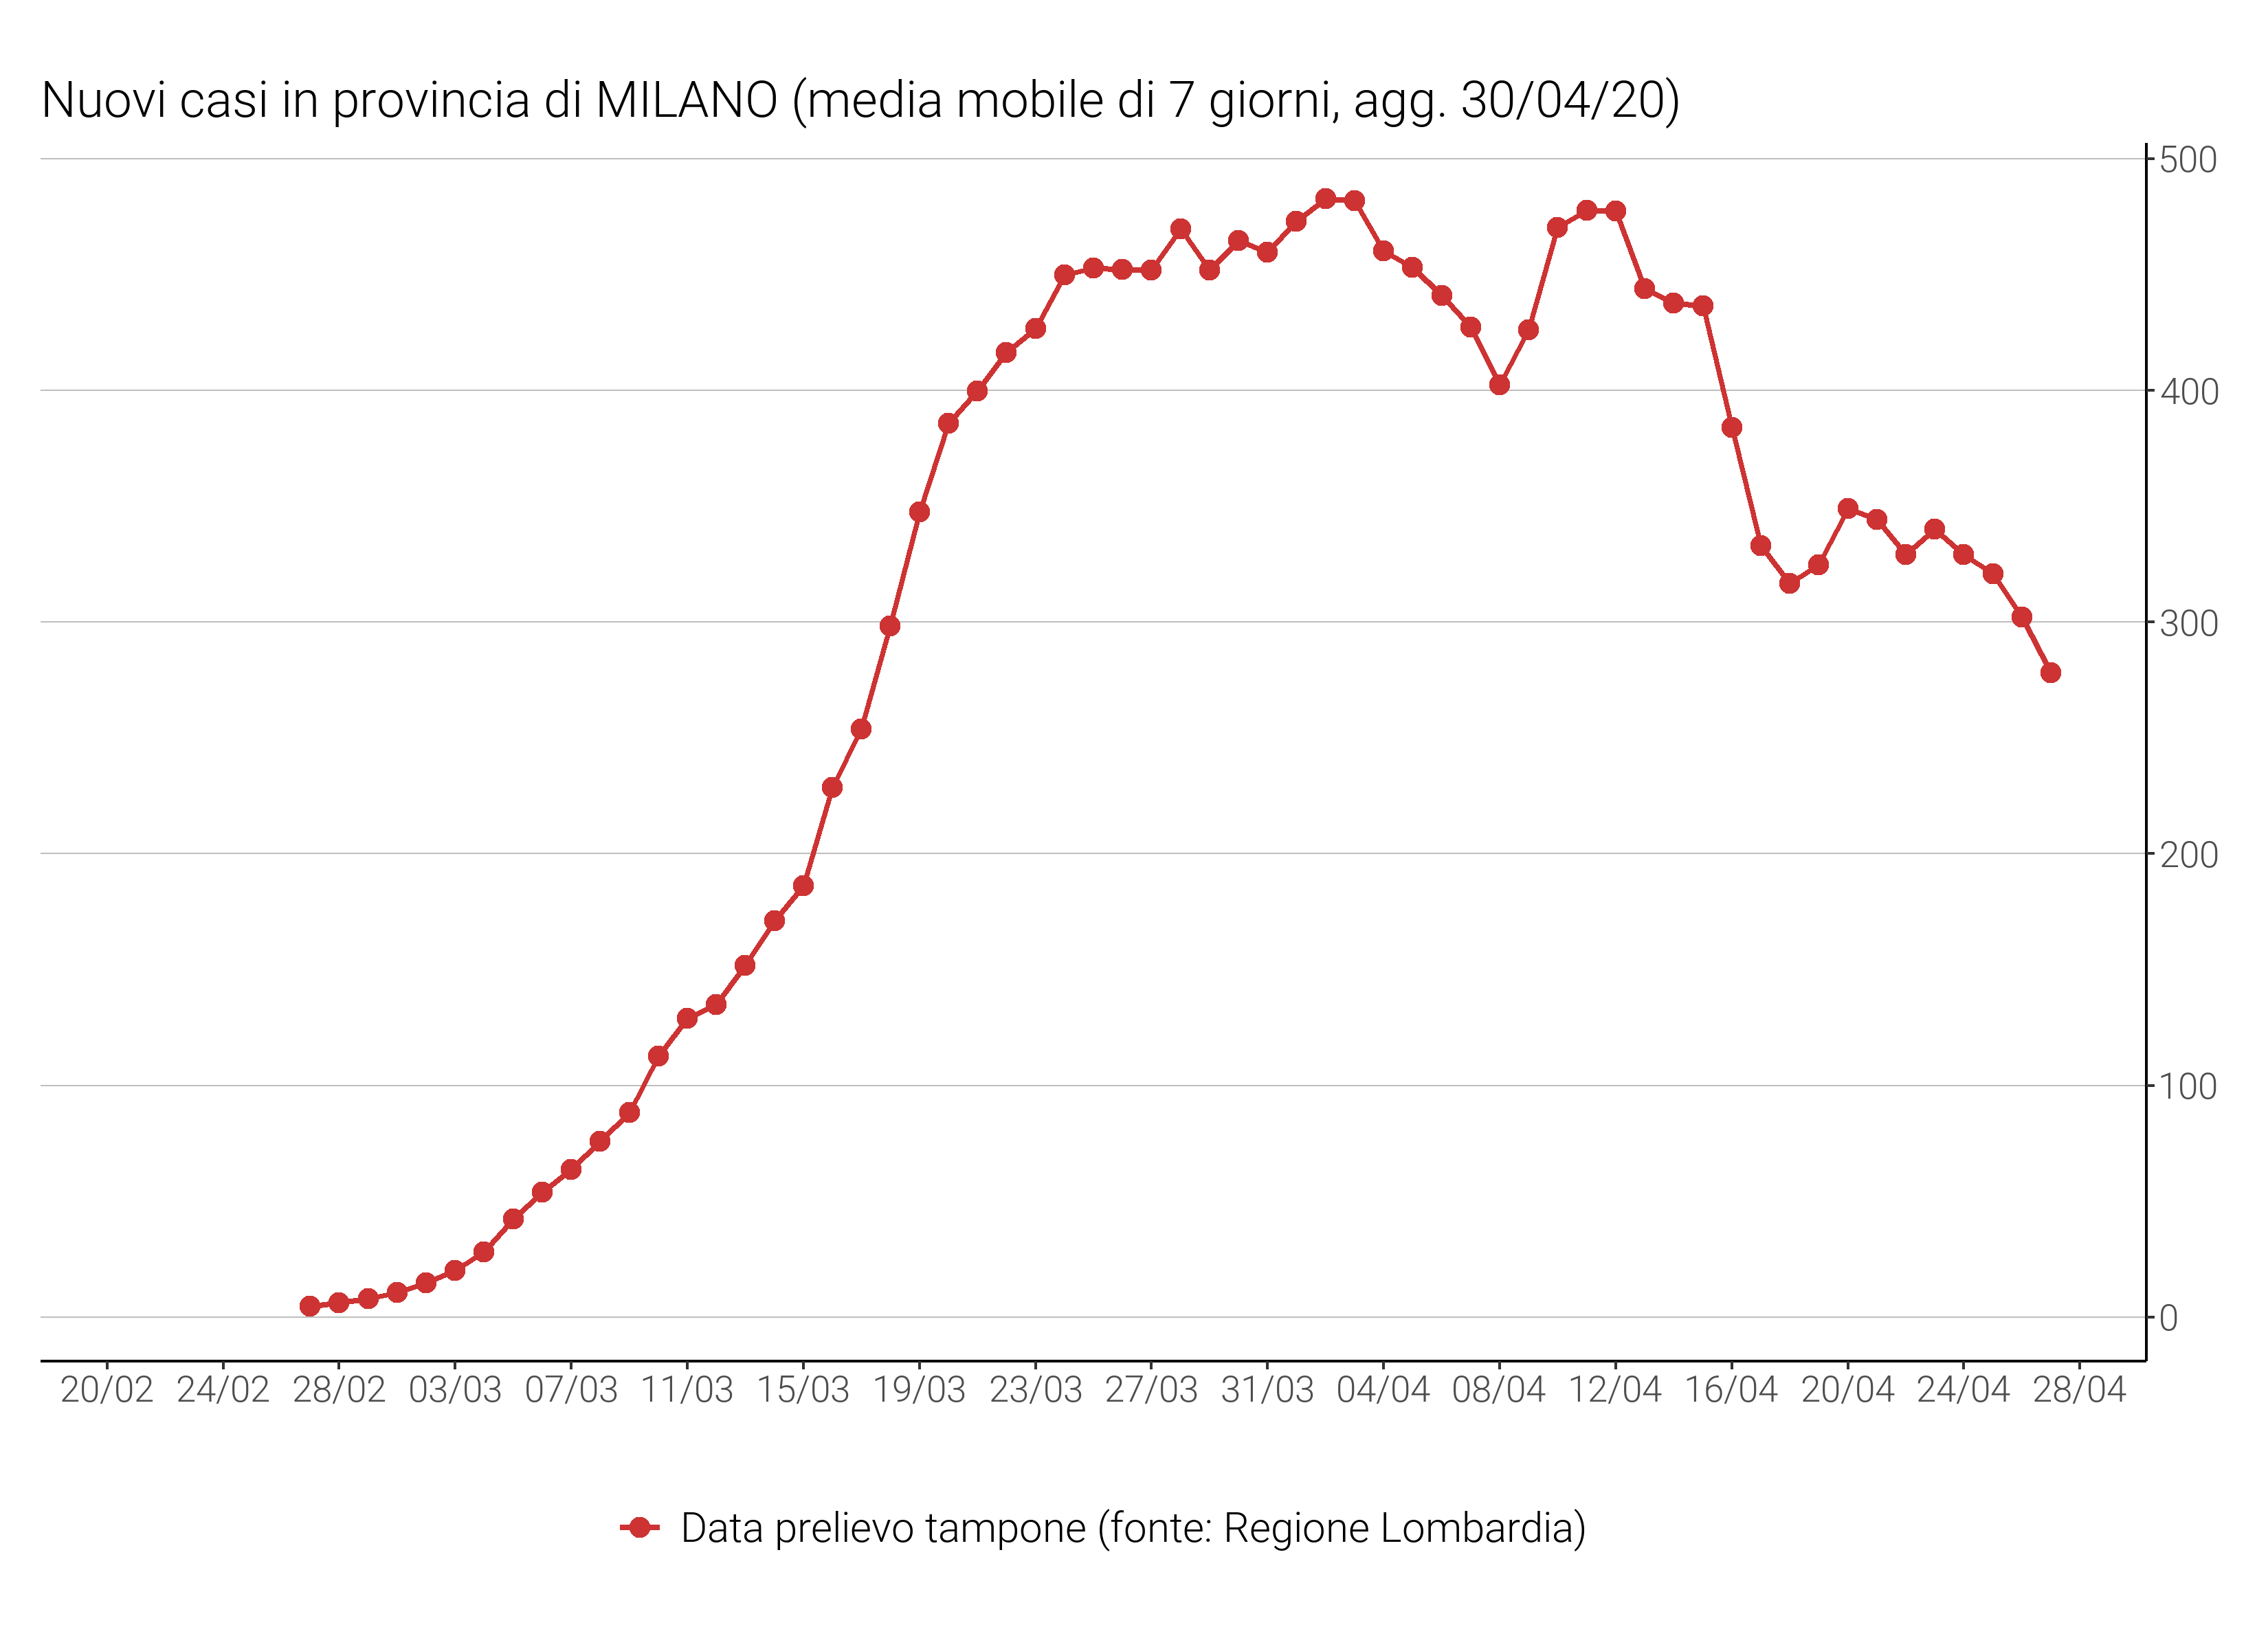 Nuovi casi in provincia di MILANO (media mobile di 7 giorni, agg. 30/04/20)
500
400
300
200
100
0
20/02 24/02 28/02 03/03 07/03 11/03 15/03 19/03 23/03 27/03 31/03 04/04 08/04 12/04 16/04 20/04 24/04 28/04
Data prelievo tampone (fonte: Regione Lombardia)